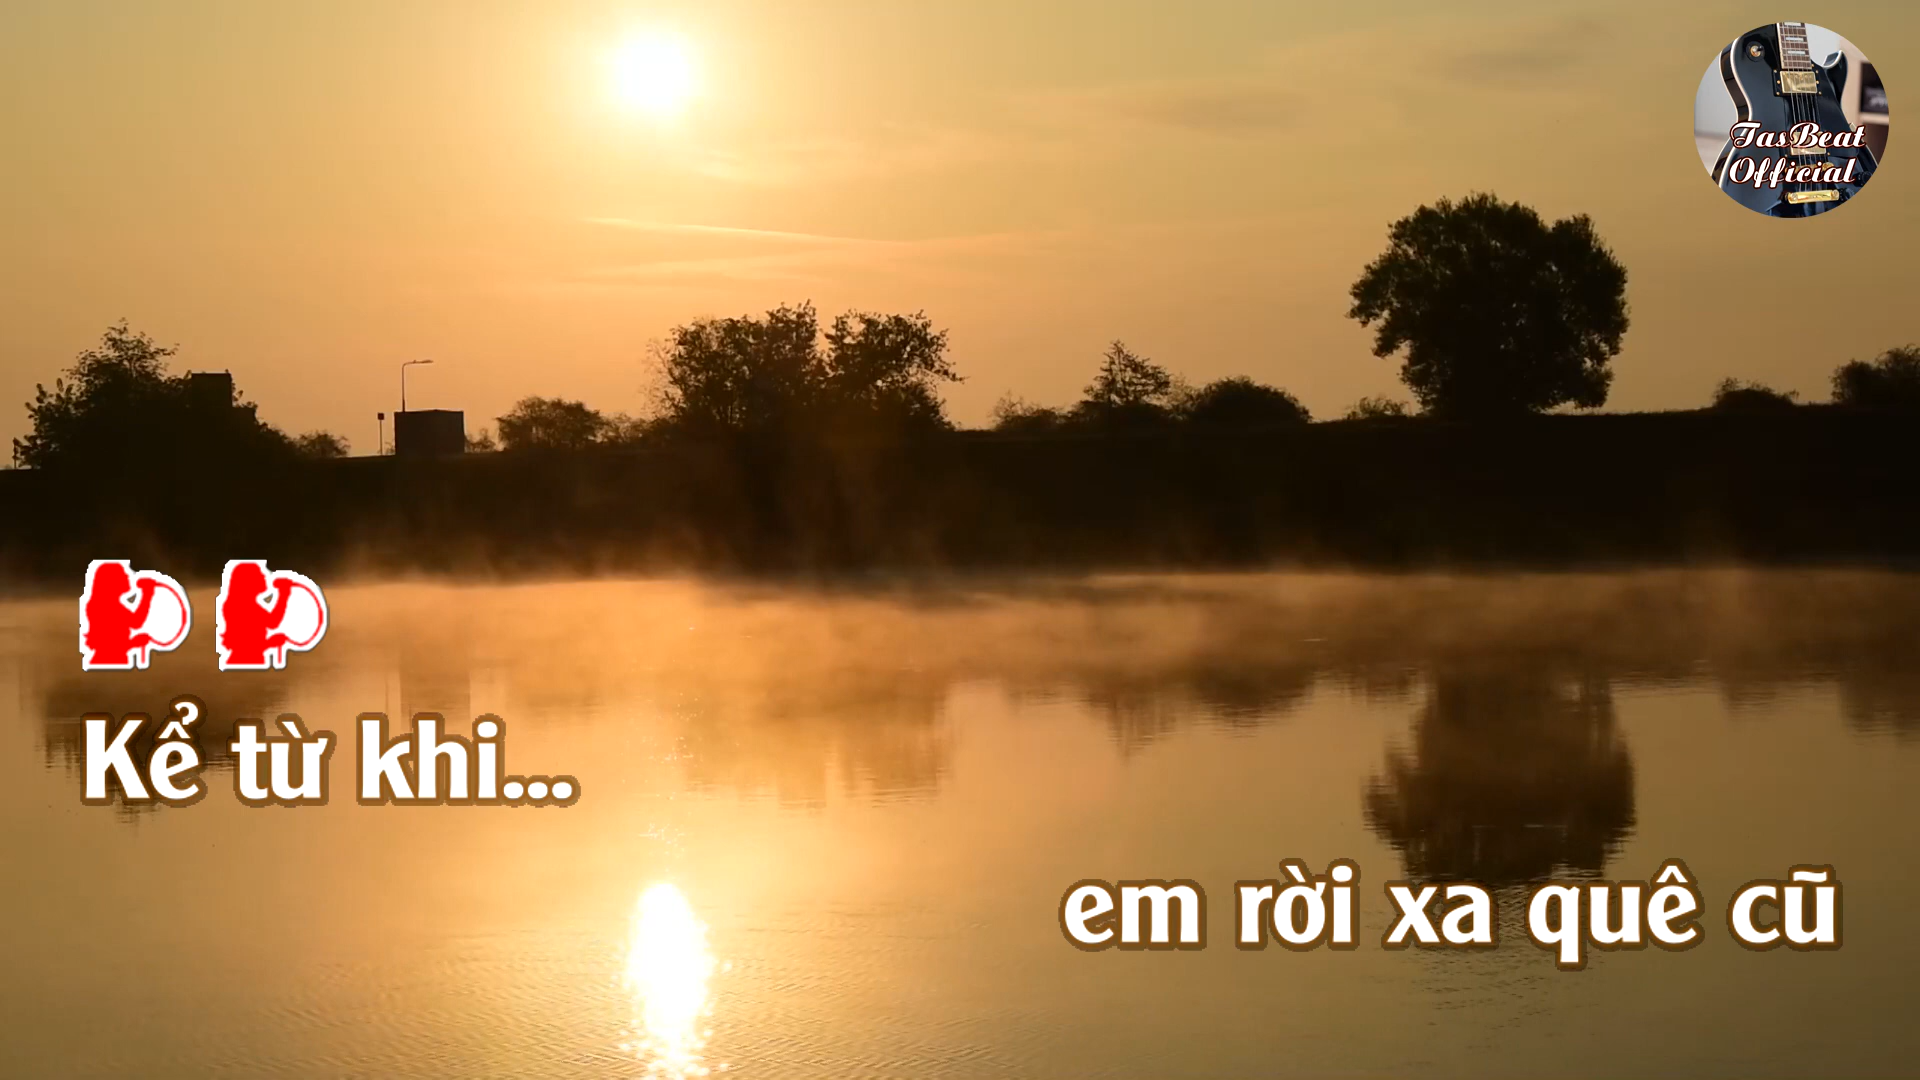 TasBeat
Official
Kể từ khi...
em rời xa quê cũ